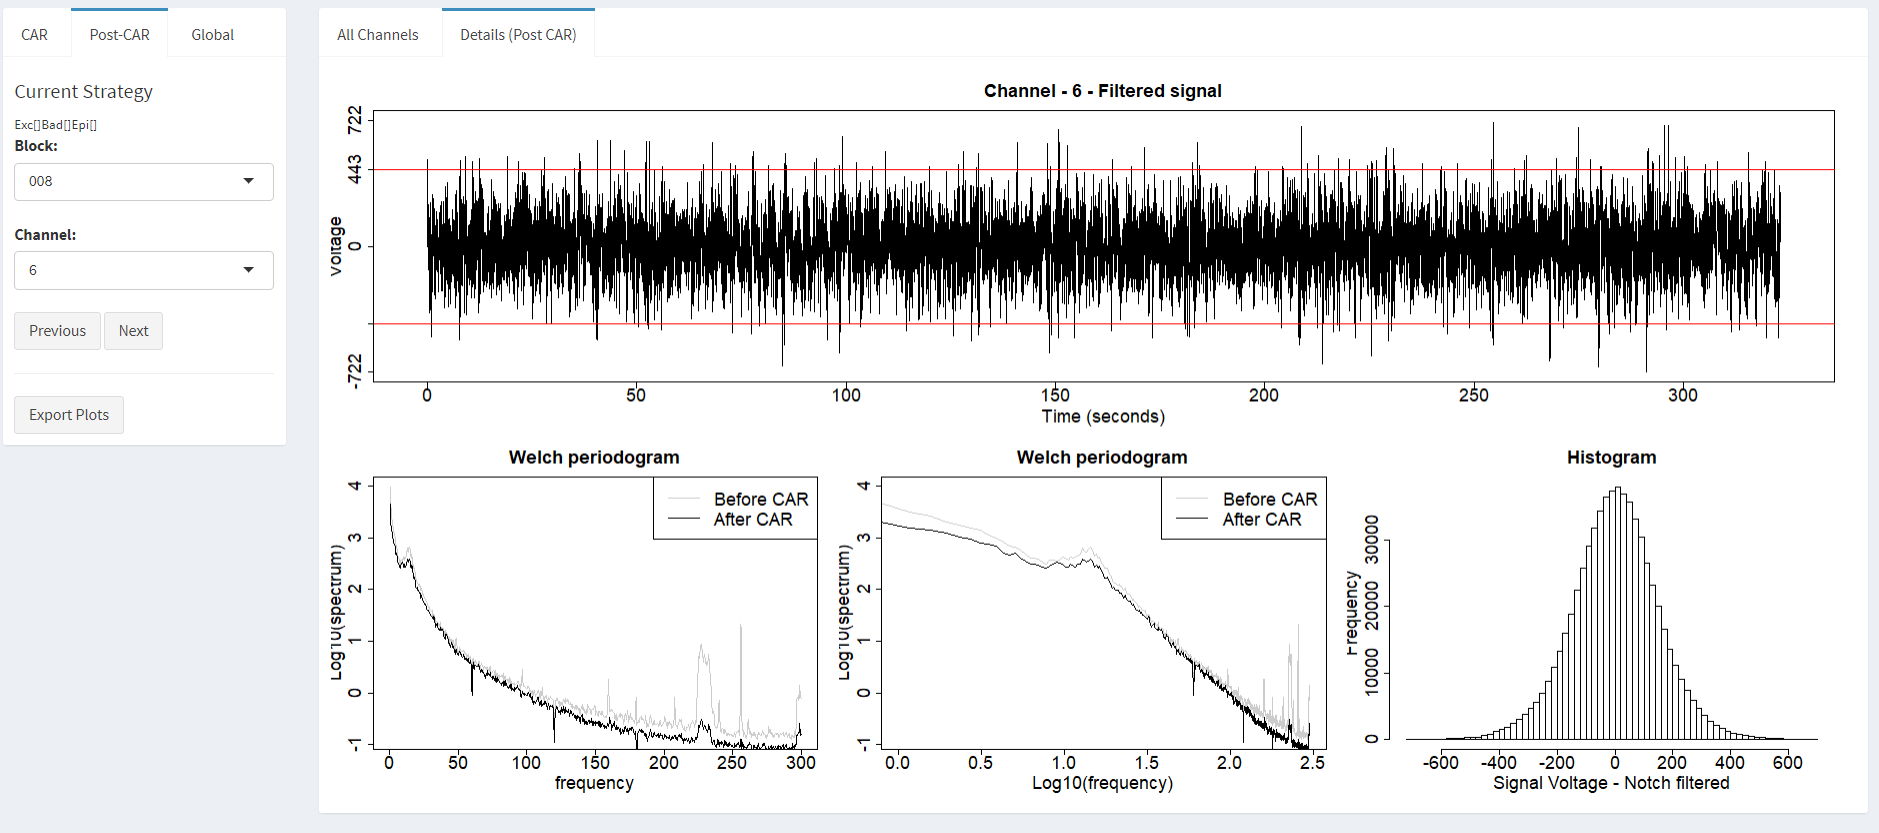 CAR Post-CAR Global
Current Strategy
Exc[]Bad[]Epi[]
Block:
008
Channel:
6
Previous Next
Export Plots
All Channels Details (Post CAR)
Channel - 6 - Filtered signal
Voltage
722
443
0
-722
0 50 100 150 200 250 300
Time (seconds)
Welch periodogram
Before CAR
After CAR
Log10(spectrum)
4
3
2
1
0
-1
0 50 100 150 200 250 300
frequency
Welch periodogram
Before CAR
After CAR
Log10(spectrum)
4
3
2
1
0
-1
0.0 0.5 1.0 1.5 2.0 2.5
Log10(frequency)
Histogram
Frequency
30000
20000
10000
0
-600 -400 -200 0 200 400 600
Signal Voltage - Notch filtered